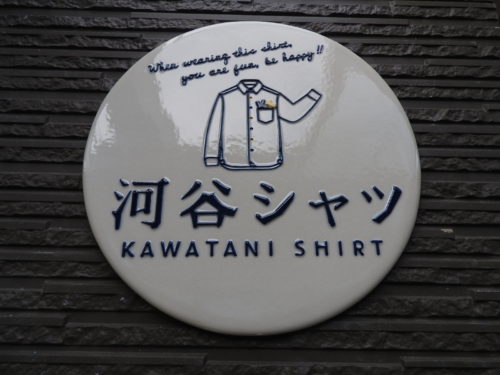 When wearing this shirt,
you are fun, be happy!!
河谷シャツ
KAWATANI SHIRT